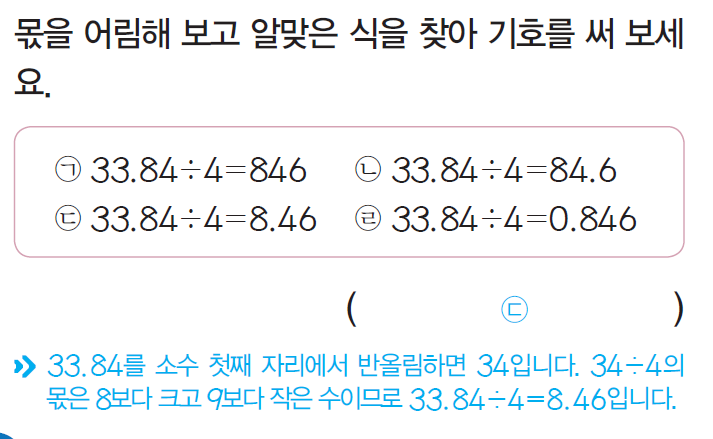 몫을 어림해 보고 알맞은 식을 찾아 기호를 써 보세
요.
㉠ 33.84÷4=846 ㉡ 33.84÷4=84.6
㉢ 33.84÷4=8.46 ㉣ 33.84÷4=0.846
( ㉢ )
33.84를 소수 첫째 자리에서 반올림하면 34입니다. 34÷4의
몫은 8보다 크고 9보다 작은 수이므로 33.84÷4=8.46입니다.